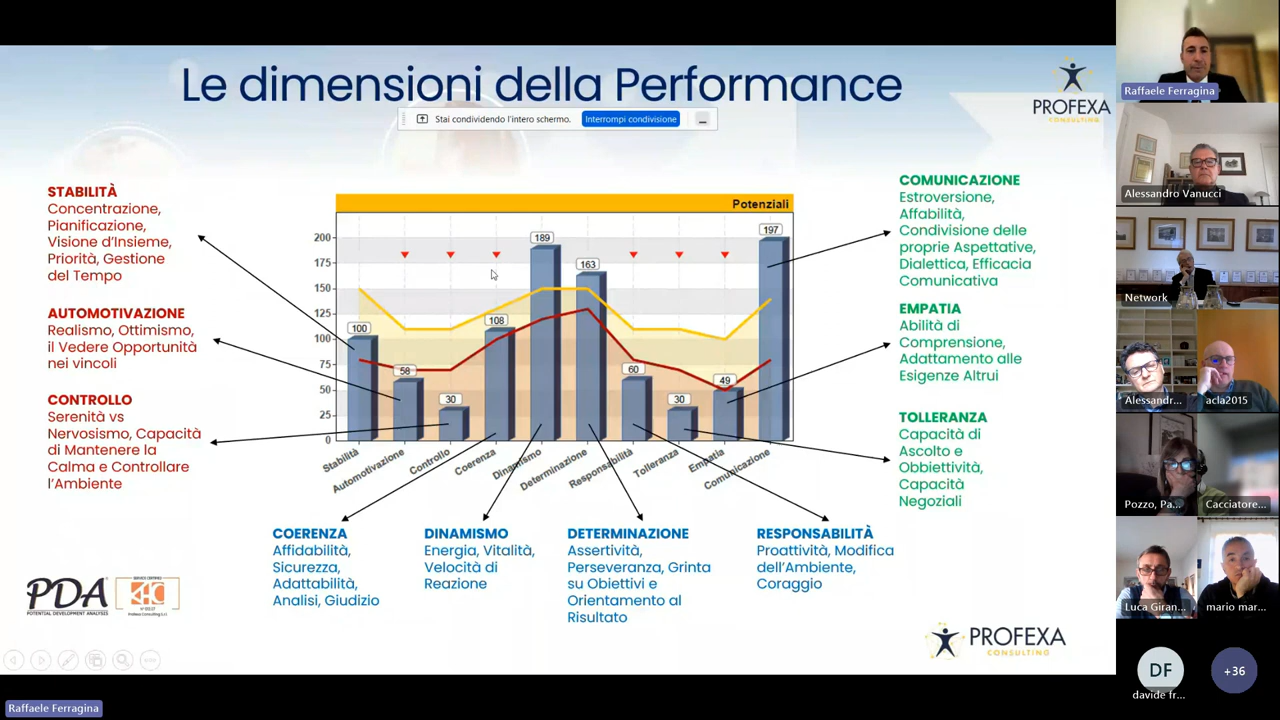 Le dimensioni della Performance
PROFEXA
CONSULTING
Stai condividendo l'intero schermo.
Interrompi condivisione
STABILITÀ
Concentrazione,
Pianificazione,
Visione d'Insieme,
Priorità, Gestione
del Tempo
AUTOMOTIVAZIONE
Realismo, Ottimismo,
il Vedere Opportunità
nei vincoli
CONTROLLO
Serenità vs
Nervosismo, Capacità
di Mantenere la
Calma e Controllare
l'Ambiente
Potenziali
200
175
150
125
100
75
50
25
0
100
58
30
108
189
163
60
30
49
197
Stabilità
Automotivazione
Controllo
Coerenza
Dinamismo
Determinazione
Responsabilità
Tolleranza
Empatia
Comunicazione
COMUNICAZIONE
Estroversione,
Affabilità,
Condivisione delle
proprie Aspettative,
Dialettica, Efficacia
Comunicativa
EMPATIA
Abilità di
Comprensione,
Adattamento alle
Esigenze Altrui
TOLLERANZA
Capacità di
Ascolto e
Obbiettività,
Capacità
Negoziali
COERENZA
Affidabilità,
Sicurezza,
Adattabilità,
Analisi, Giudizio
DINAMISMO
Energia, Vitalità,
Velocità di
Reazione
DETERMINAZIONE
Assertività,
Perseveranza, Grinta
su Obiettivi e
Orientamento al
Risultato
RESPONSABILITÀ
Proattività, Modifica
dell'Ambiente,
Coraggio
PDA
POTENTIAL DEVELOPMENT ANALYSIS
PROFEXA
CONSULTING
Raffaele Ferragina
Raffaele Ferragina
Alessandro Vanucci
Network
Alessandr...
acla2015
Pozzo, Pa...
Cacciatore...
Luca Giran...
mario mar...
DF
davide fr...
+36